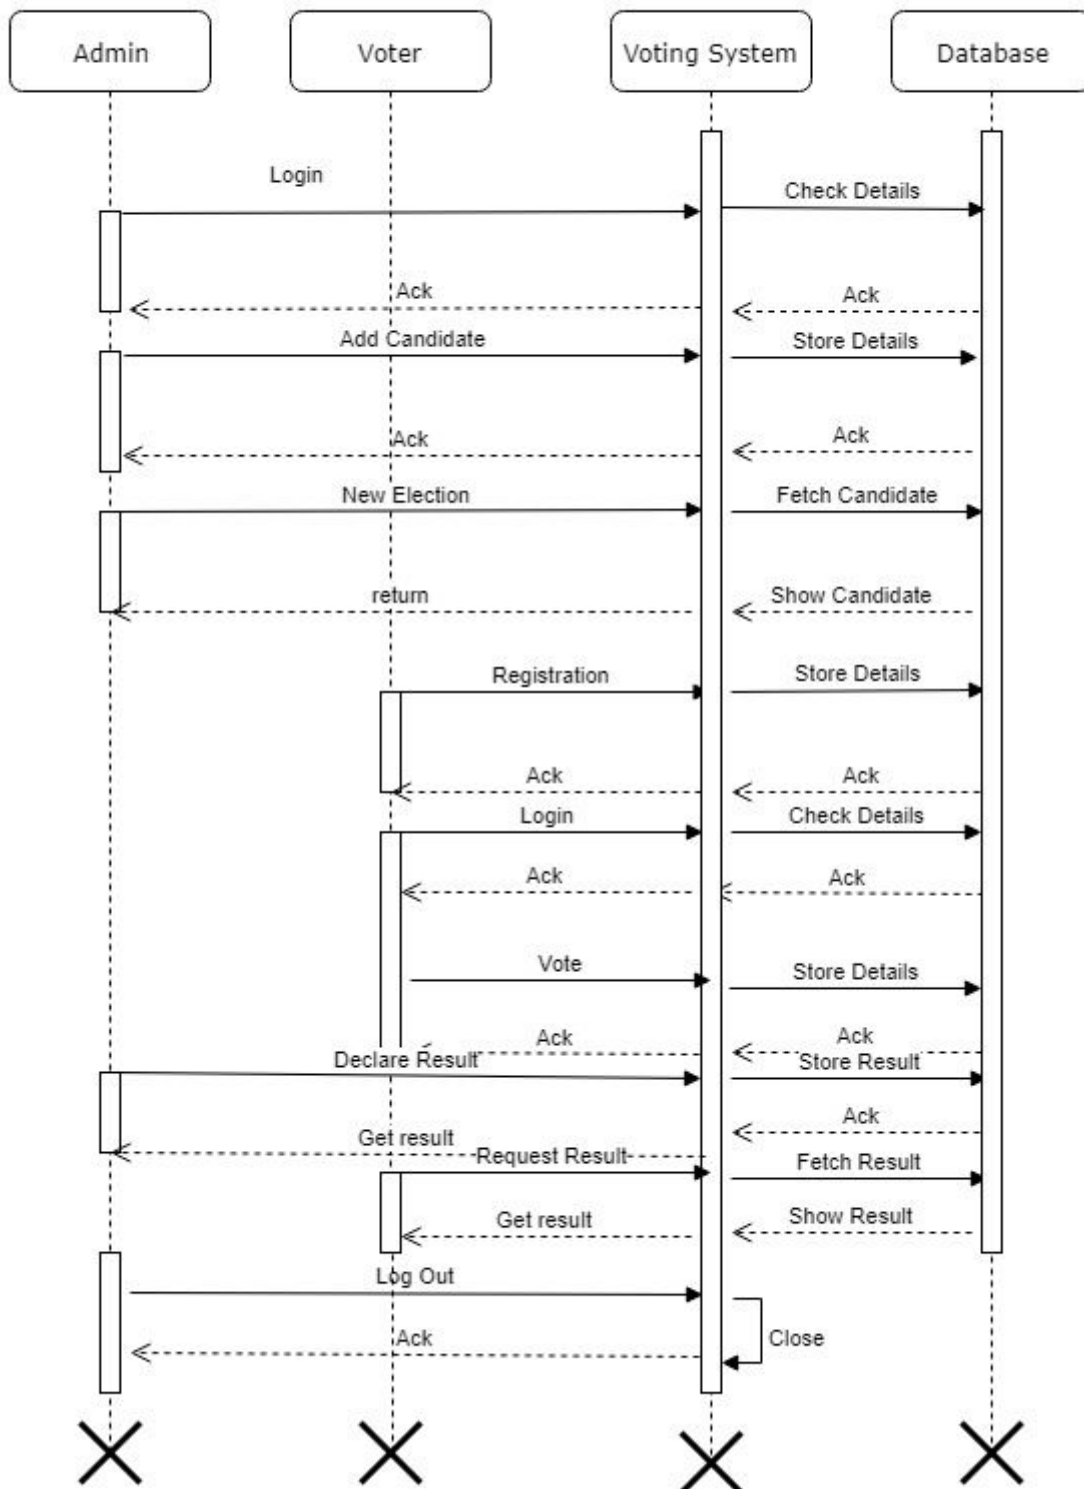 Admin
Voter
Voting System
Database
Login
Check Details
Ack
Ack
Add Candidate
Store Details
Ack
Ack
New Election
Fetch Candidate
return
Show Candidate
Registration
Store Details
Ack
Ack
Login
Check Details
Ack
Ack
Vote
Store Details
Ack
Ack
Declare Result
Store Result
Ack
Get result
Request Result
Fetch Result
Get result
Show Result
Log Out
Close
Ack